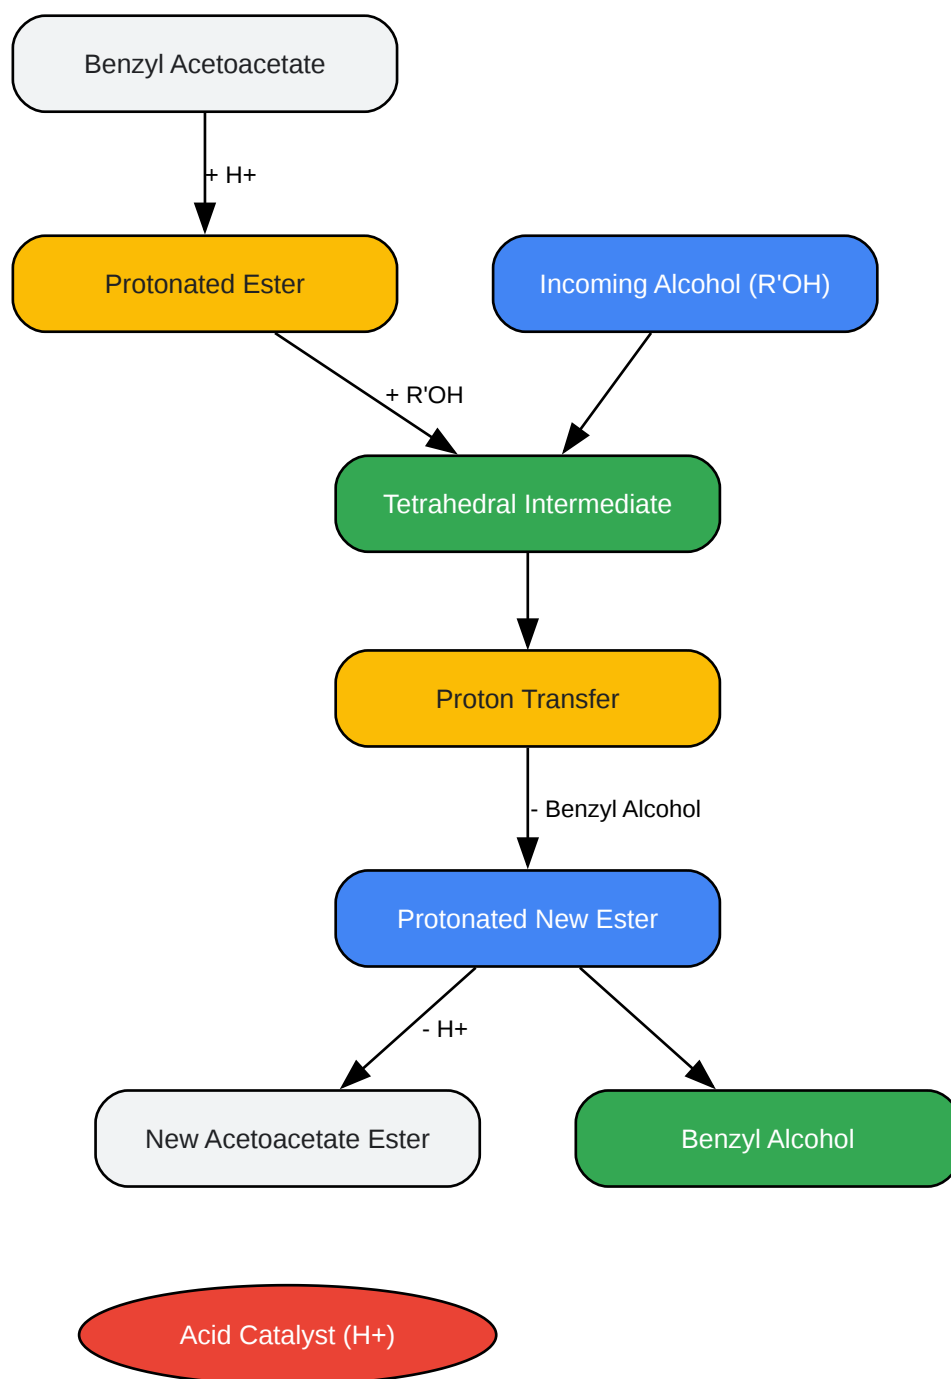 Benzyl Acetoacetate
+ H+
Protonated Ester
Incoming Alcohol (R'OH)
+ R'OH
Tetrahedral Intermediate
Proton Transfer
- Benzyl Alcohol
Protonated New Ester
- H+
New Acetoacetate Ester
Benzyl Alcohol
Acid Catalyst (H+)